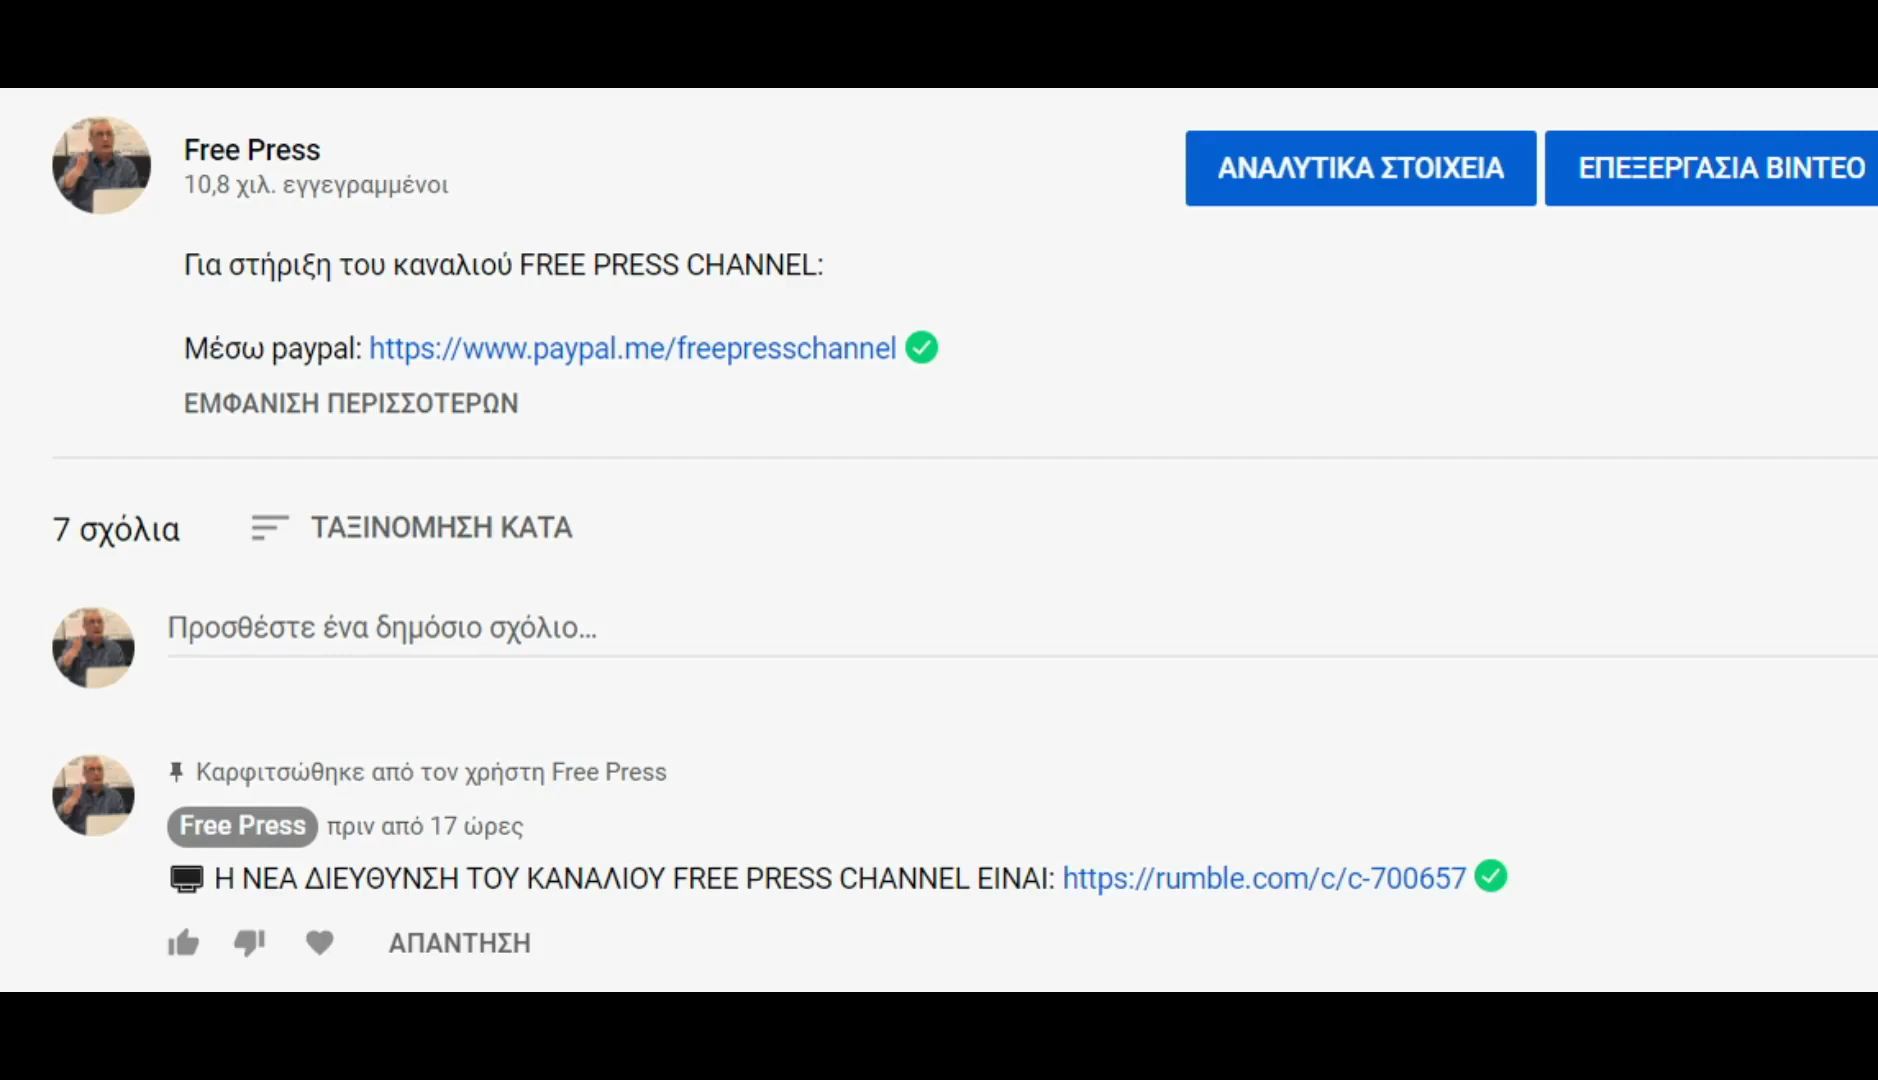 Free Press
10,8 χιλ. εγγεγραμμένοι
ΑΝΑΛΥΤΙΚΑ ΣΤΟΙΧΕΙΑ
ΕΠΕΞΕΡΓΑΣΙΑ ΒΙΝΤΕΟ
Για στήριξη του καναλιού FREE PRESS CHANNEL:
Μέσω paypal: https://www.paypal.me/freepresschannel
ΕΜΦΑΝΙΣΗ ΠΕΡΙΣΣΟΤΕΡΩΝ
7 σχόλια
ΤΑΞΙΝΟΜΗΣΗ ΚΑΤΑ
Προσθέστε ένα δημόσιο σχόλιο...
Καρφιτσώθηκε από τον χρήστη Free Press
Free Press πριν από 17 ώρες
Η ΝΕΑ ΔΙΕΥΘΥΝΣΗ ΤΟΥ ΚΑΝΑΛΙΟΥ FREE PRESS CHANNEL ΕΙΝΑΙ: https://rumble.com/c/c-700657
ΑΠΑΝΤΗΣΗ